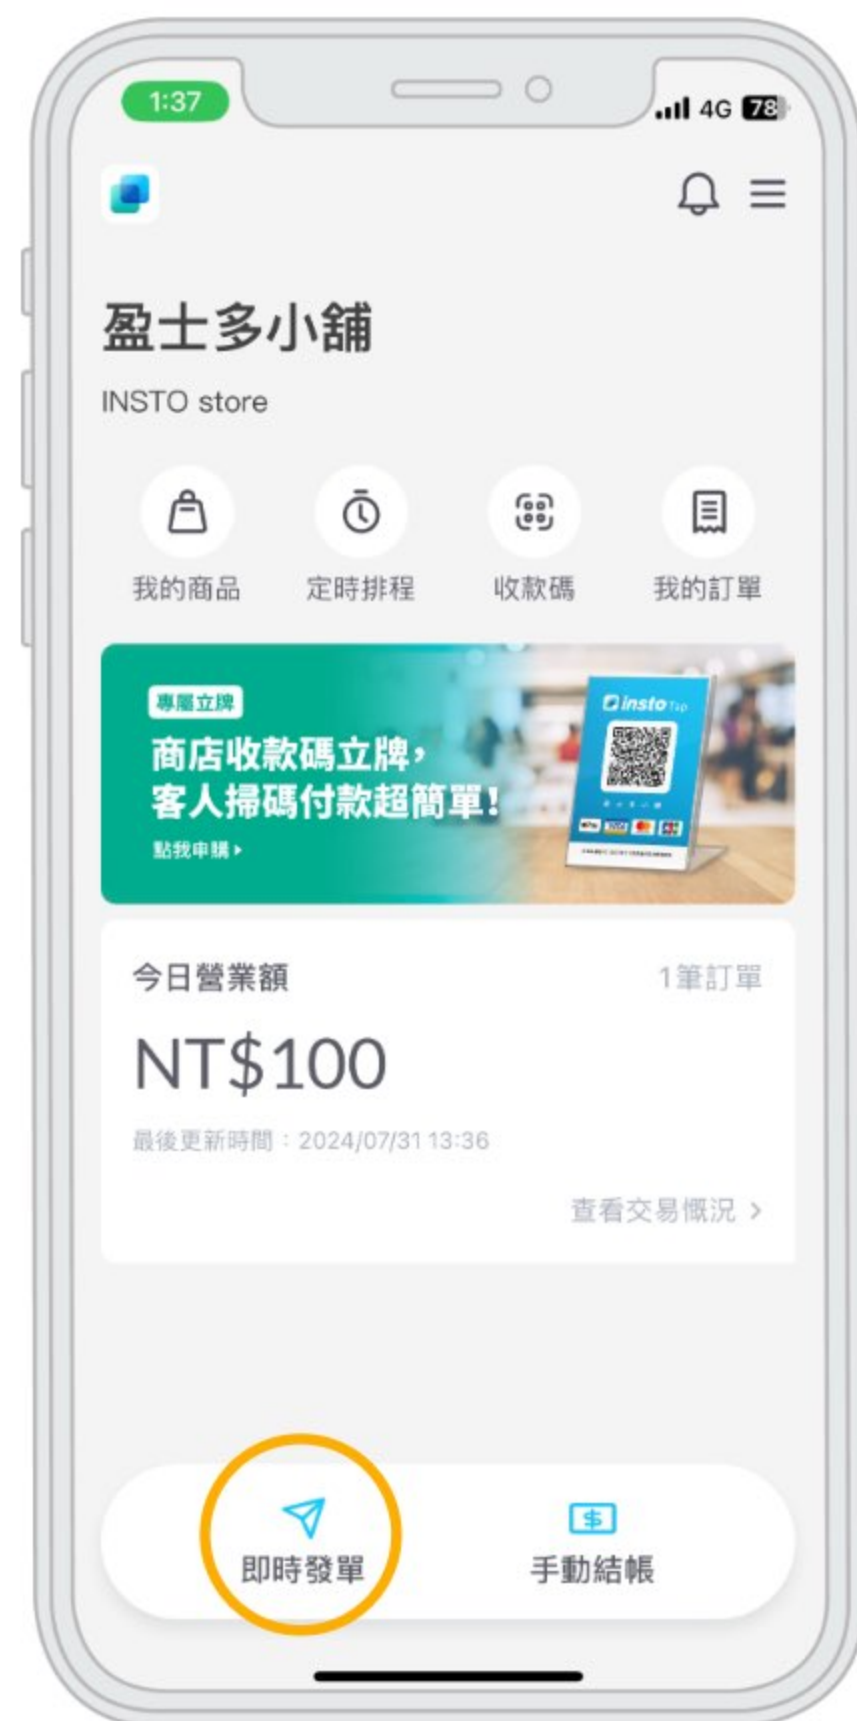 1:37
4G 78
盈士多小舖
INSTO store
我的商品 定時排程 收款碼 我的訂單
專屬立牌
商店收款碼立牌，
客人掃碼付款超簡單！
點我申購
insto Tap
VISA
今日營業額 1筆訂單
NT$100
最後更新時間：2024/07/31 13:36
查看交易慨況
即時發單 手動結帳